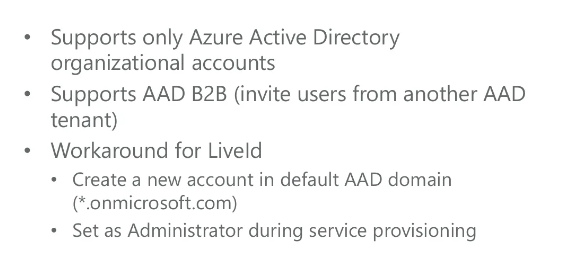 • Supports only Azure Active Directory
organizational accounts
• Supports AAD B2B (invite users from another AAD
tenant)
• Workaround for LiveId
• Create a new account in default AAD domain
(*.onmicrosoft.com)
• Set as Administrator during service provisioning